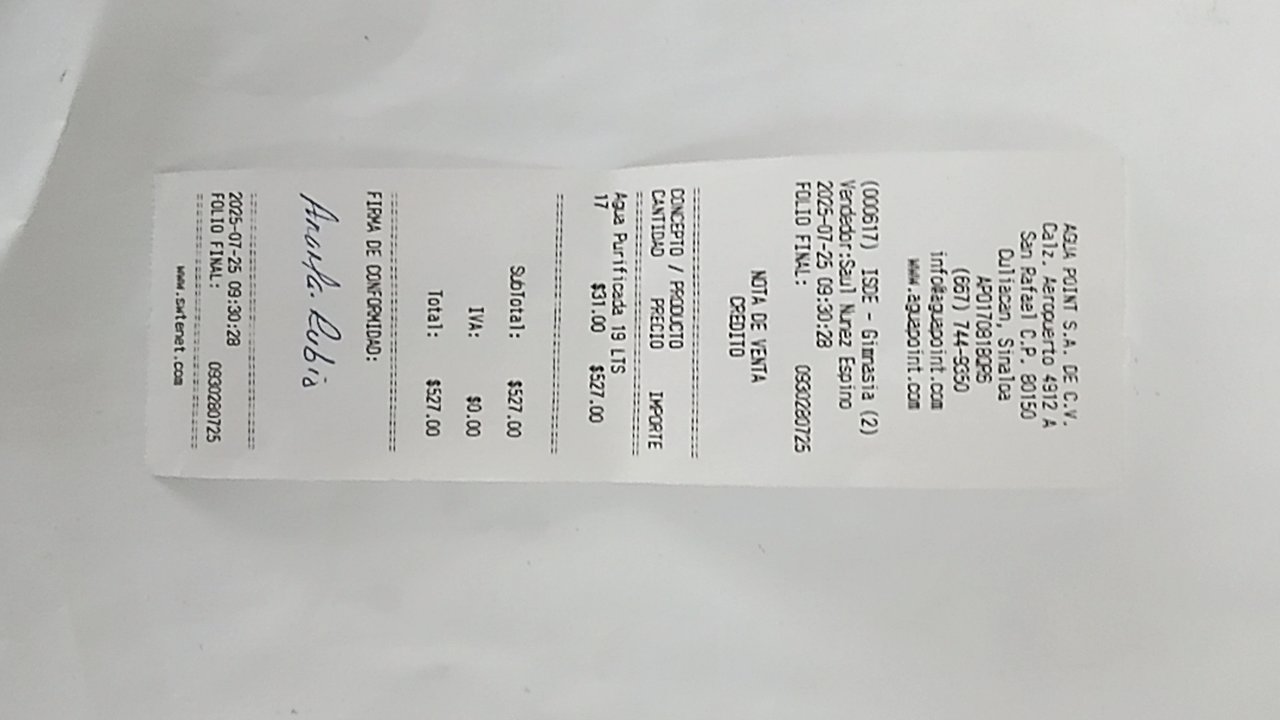 AGUA POINT S.A. DE C.V.
Calz. Aeropuerto 4912 A
San Rafael C.P. 80150
Culiacan, Sinaloa
APO170918QR6
(667) 744-9350
info@aguapoint.com
www.aguapoint.com
(000617) ISDE - Gimnasia (2)
Vendedor:Saul Nunez Espino
2025-07-25 09:30:28
FOLIO FINAL: 0930280725
NOTA DE VENTA
CREDITO
CONCEPTO / PRODUCTO
CANTIDAD PRECIO IMPORTE
Agua Purificada 19 LTS
17 $31.00 $527.00
SubTotal: $527.00
IVA: $0.00
Total: $527.00
FIRMA DE CONFORMIDAD:
2025-07-25 09:30:28
FOLIO FINAL: 0930280725
www.swtenet.com